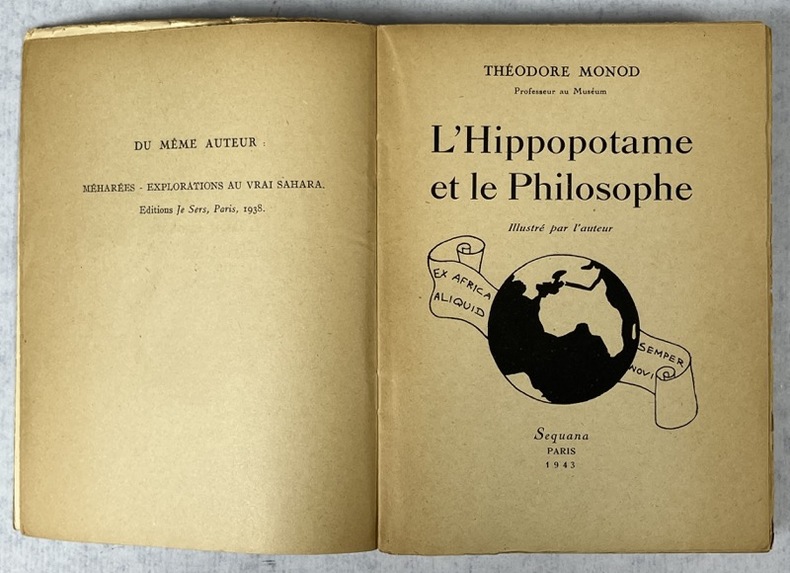 DU MÊME AUTEUR :
MÉHARÉES - EXPLORATIONS AU VRAI SAHARA.
Editions Je Sers, Paris, 1938.
THÉODORE MONOD
Professeur au Muséum
L'Hippopotame
et le Philosophe
Illustré par l'auteur
EX AFRICA
ALIQUID
SEMPER
NOVI
Sequana
PARIS
1943